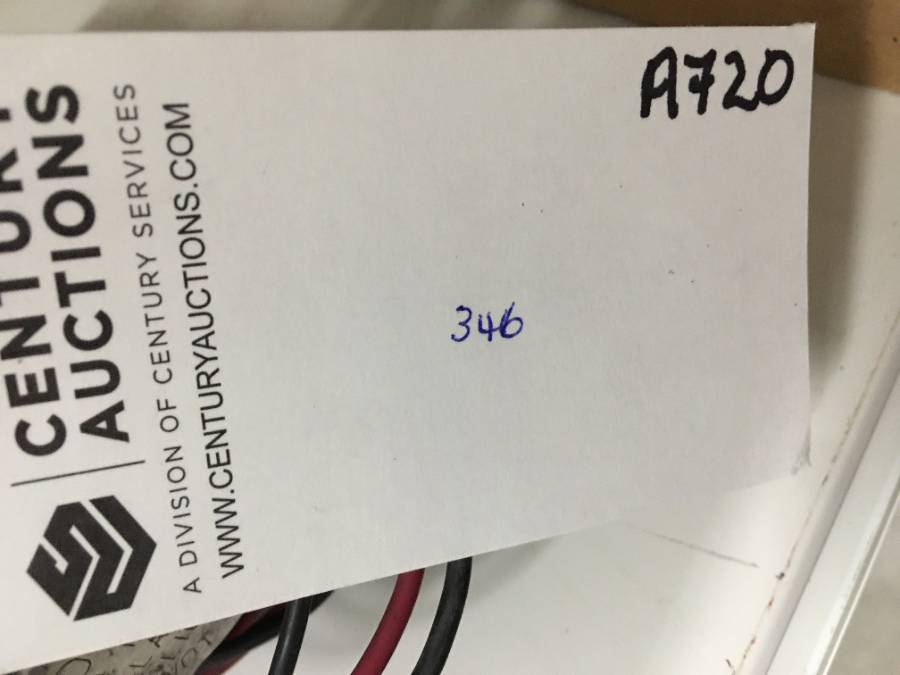 A720
346
CENTURY
AUCTIONS
A DIVISION OF CENTURY SERVICES
WWW.CENTURYAUCTIONS.COM